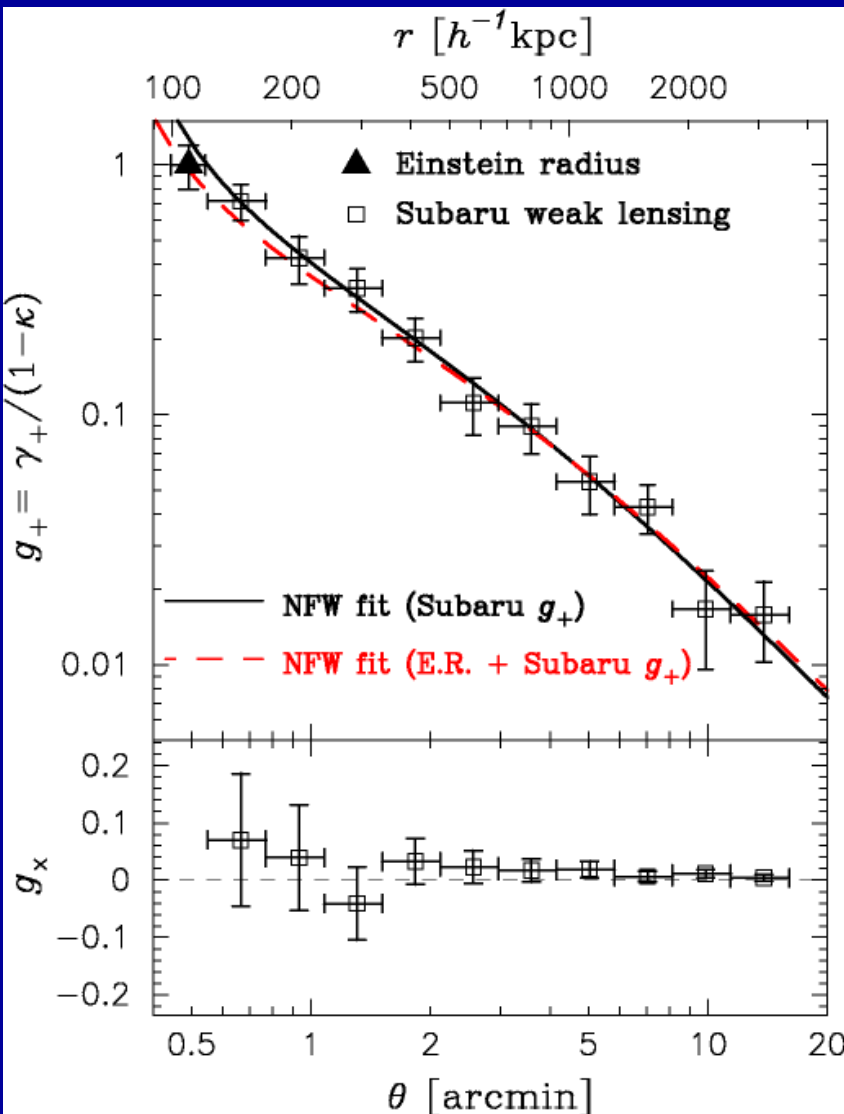 r [h⁻¹kpc]
100 200 500 1000 2000
1
▲ Einstein radius
□ Subaru weak lensing
0.1
g₊ = γ₊/(1−κ)
NFW fit (Subaru g₊)
NFW fit (E.R. + Subaru g₊)
0.01
0.2
0.1
0
−0.1
−0.2
gₓ
0.5 1 2 5 10 20
θ [arcmin]